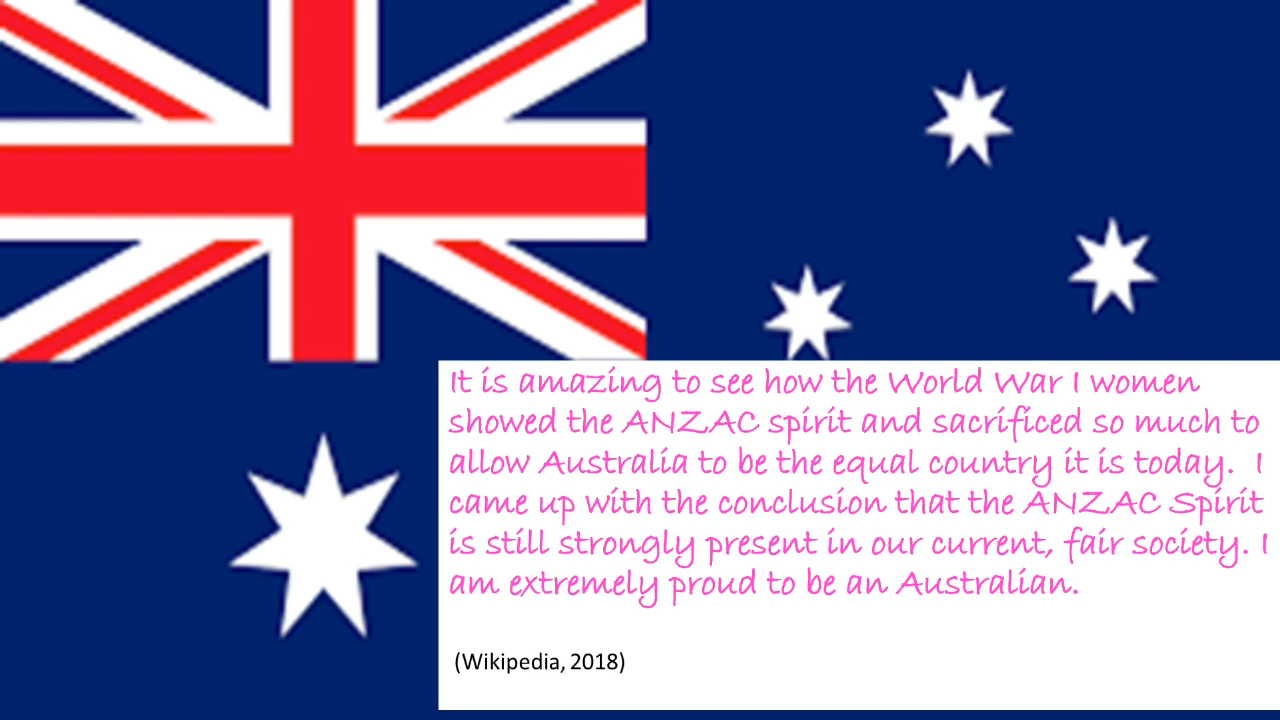 It is amazing to see how the World War I women
showed the ANZAC spirit and sacrificed so much to
allow Australia to be the equal country it is today.  I
came up with the conclusion that the ANZAC Spirit
is still strongly present in our current, fair society. I
am extremely proud to be an Australian.
(Wikipedia, 2018)